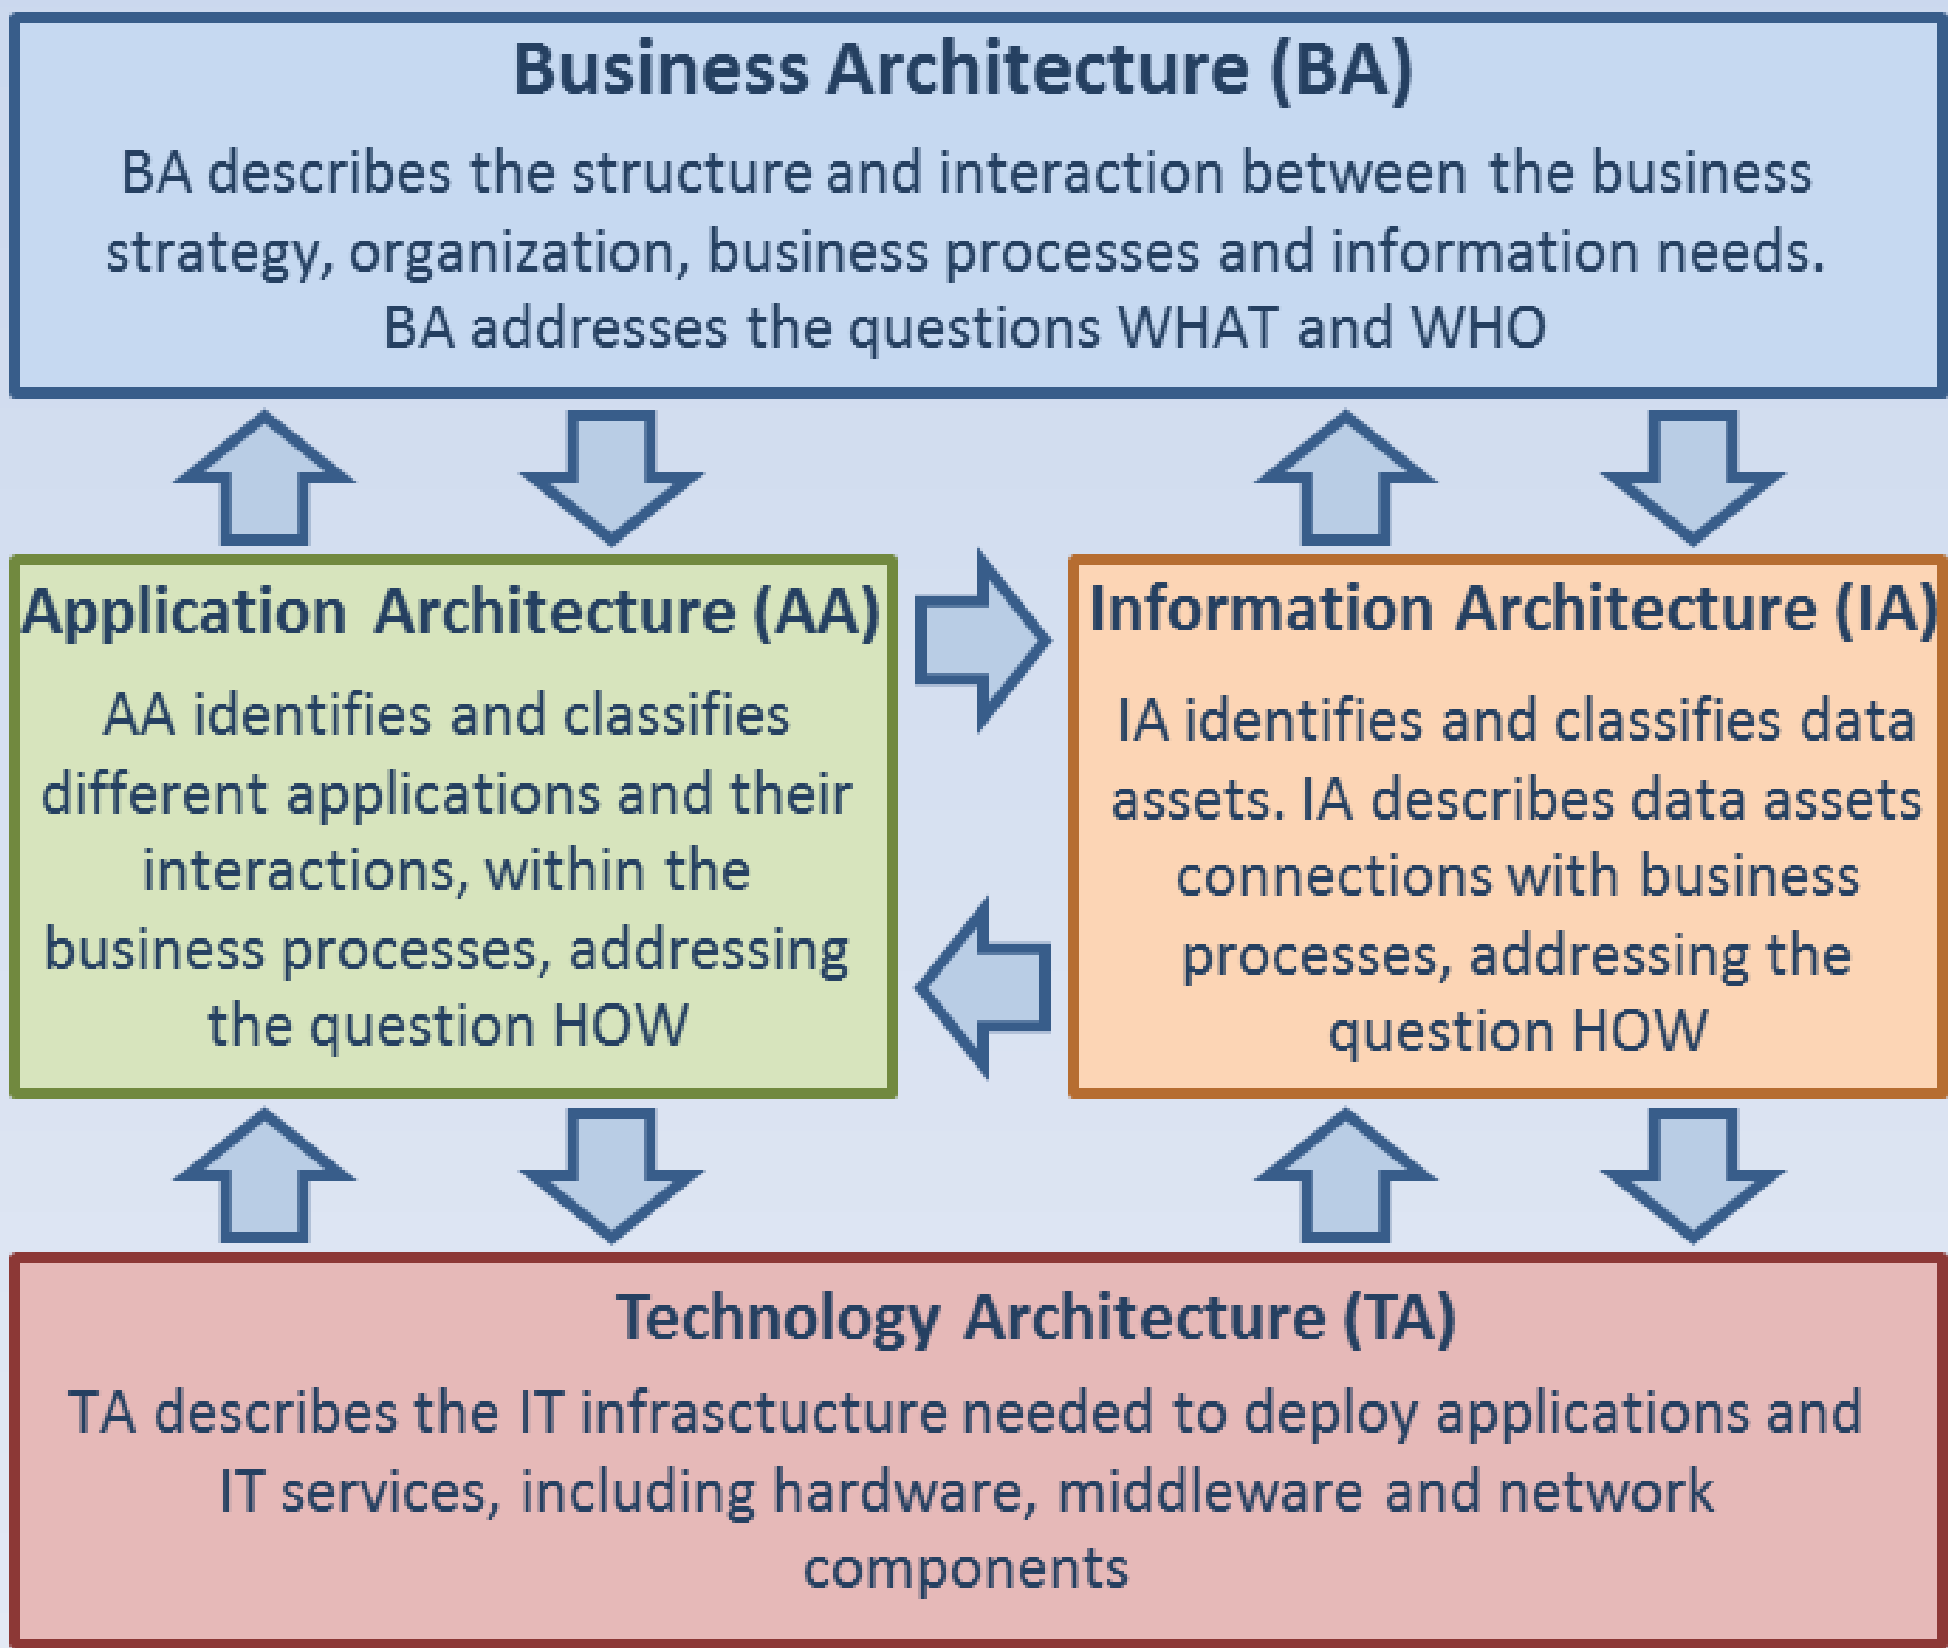 Business Architecture (BA)
BA describes the structure and interaction between the business
strategy, organization, business processes and information needs.
BA addresses the questions WHAT and WHO
Application Architecture (AA)
AA identifies and classifies
different applications and their
interactions, within the
business processes, addressing
the question HOW
Information Architecture (IA)
IA identifies and classifies data
assets. IA describes data assets
connections with business
processes, addressing the
question HOW
Technology Architecture (TA)
TA describes the IT infrasctucture needed to deploy applications and
IT services, including hardware, middleware and network
components